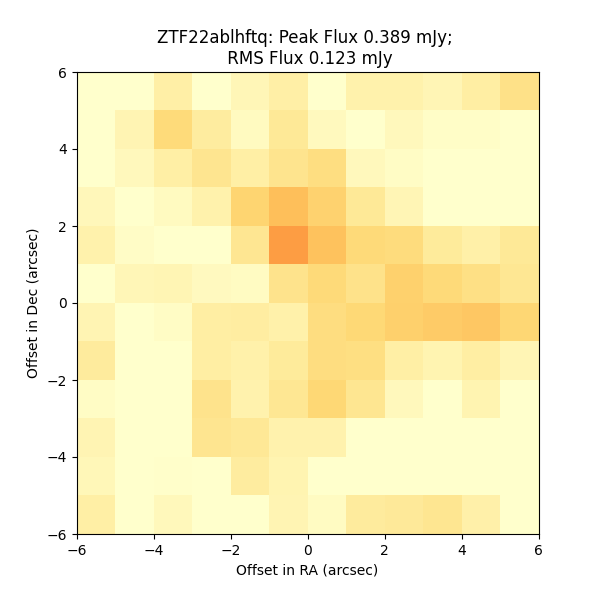 ZTF22ablhftq: Peak Flux 0.389 mJy;
RMS Flux 0.123 mJy
6
4
2
0
−2
−4
−6
Offset in Dec (arcsec)
−6 −4 −2 0 2 4 6
Offset in RA (arcsec)